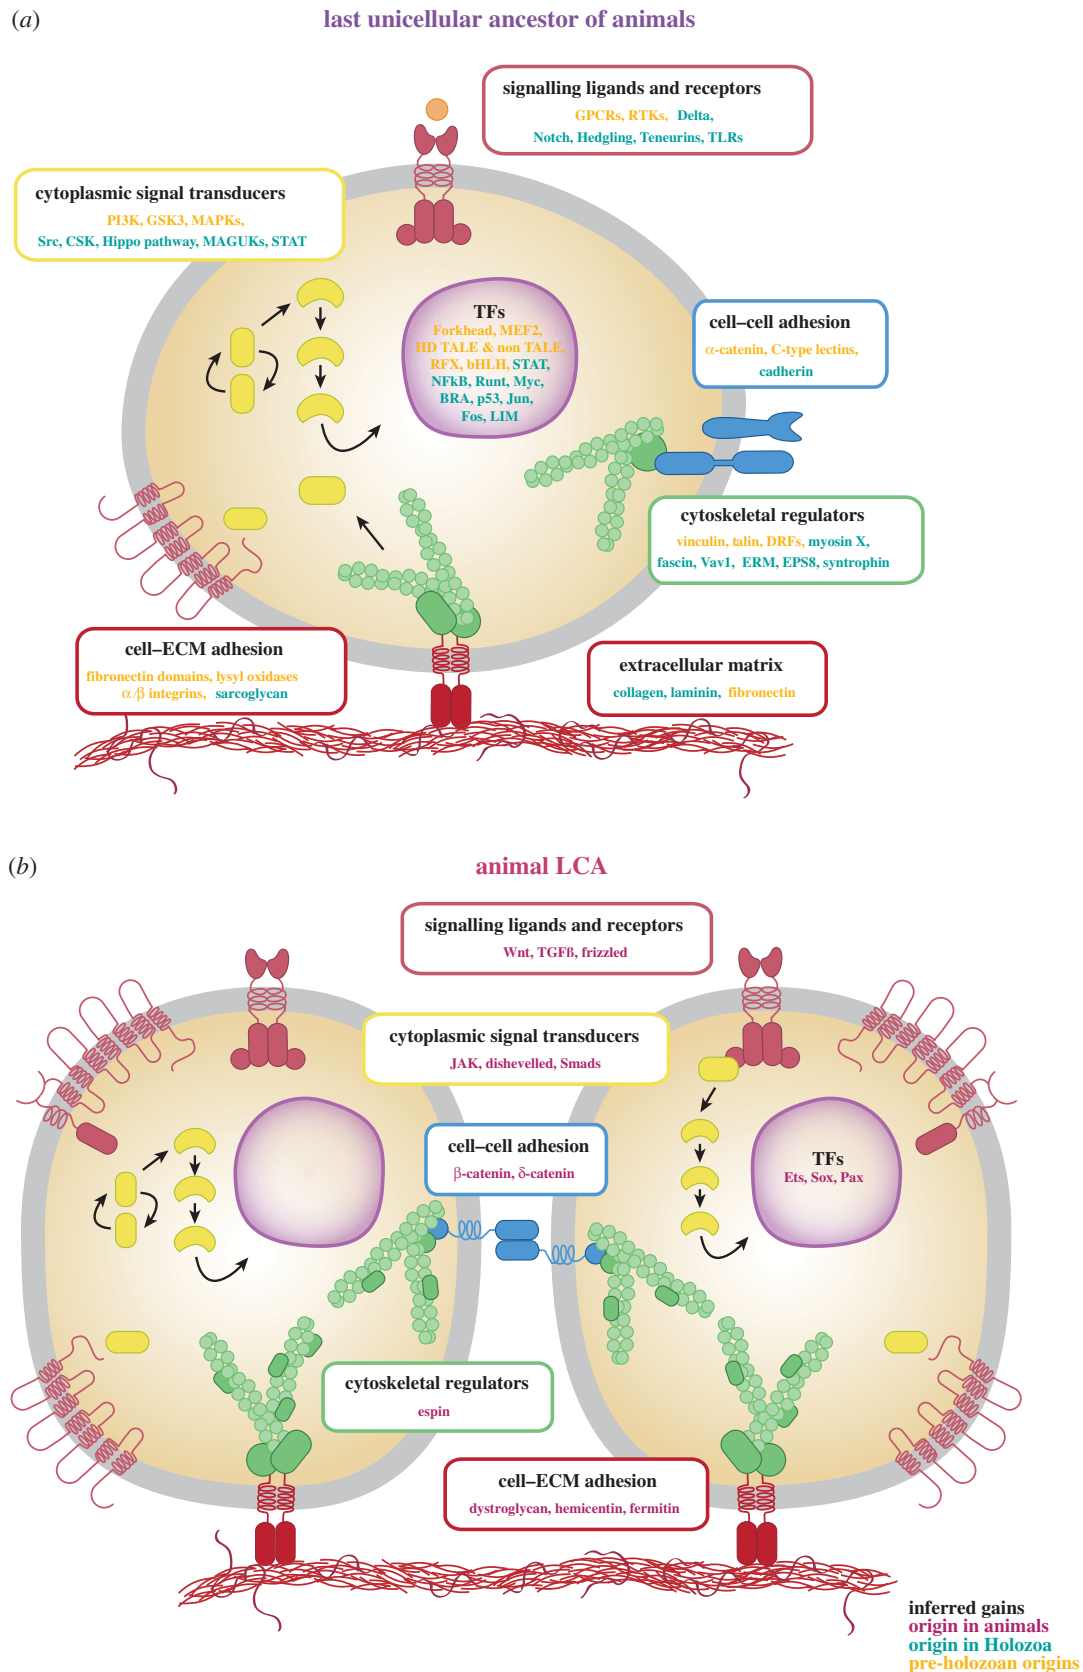 (a)
last unicellular ancestor of animals
signalling ligands and receptors
GPCRs, RTKs, Delta,
Notch, Hedgling, Teneurins, TLRs
cytoplasmic signal transducers
PI3K, GSK3, MAPKs,
Src, CSK, Hippo pathway, MAGUKs, STAT
TFs
Forkhead, MEF2,
HD TALE & non TALE,
RFX, bHLH, STAT,
NFkB, Runt, Myc,
BRA, p53, Jun,
Fos, LIM
cell–cell adhesion
α-catenin, C-type lectins,
cadherin
cytoskeletal regulators
vinculin, talin, DRFs, myosin X,
fascin, Vav1, ERM, EPS8, syntrophin
cell–ECM adhesion
fibronectin domains, lysyl oxidases
α/β integrins, sarcoglycan
extracellular matrix
collagen, laminin, fibronectin
(b)
animal LCA
signalling ligands and receptors
Wnt, TGFß, frizzled
cytoplasmic signal transducers
JAK, dishevelled, Smads
cell–cell adhesion
β-catenin, δ-catenin
TFs
Ets, Sox, Pax
cytoskeletal regulators
espin
cell–ECM adhesion
dystroglycan, hemicentin, fermitin
inferred gains
origin in animals
origin in Holozoa
pre-holozoan origins